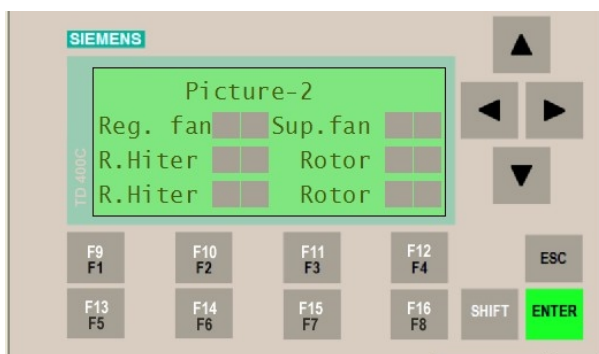 SIEMENS
TD 400C
Picture-2
Reg. fan Sup.fan
R.Hiter Rotor
R.Hiter Rotor
F9 F10 F11 F12
F1 F2 F3 F4 ESC
F13 F14 F15 F16 SHIFT ENTER
F5 F6 F7 F8